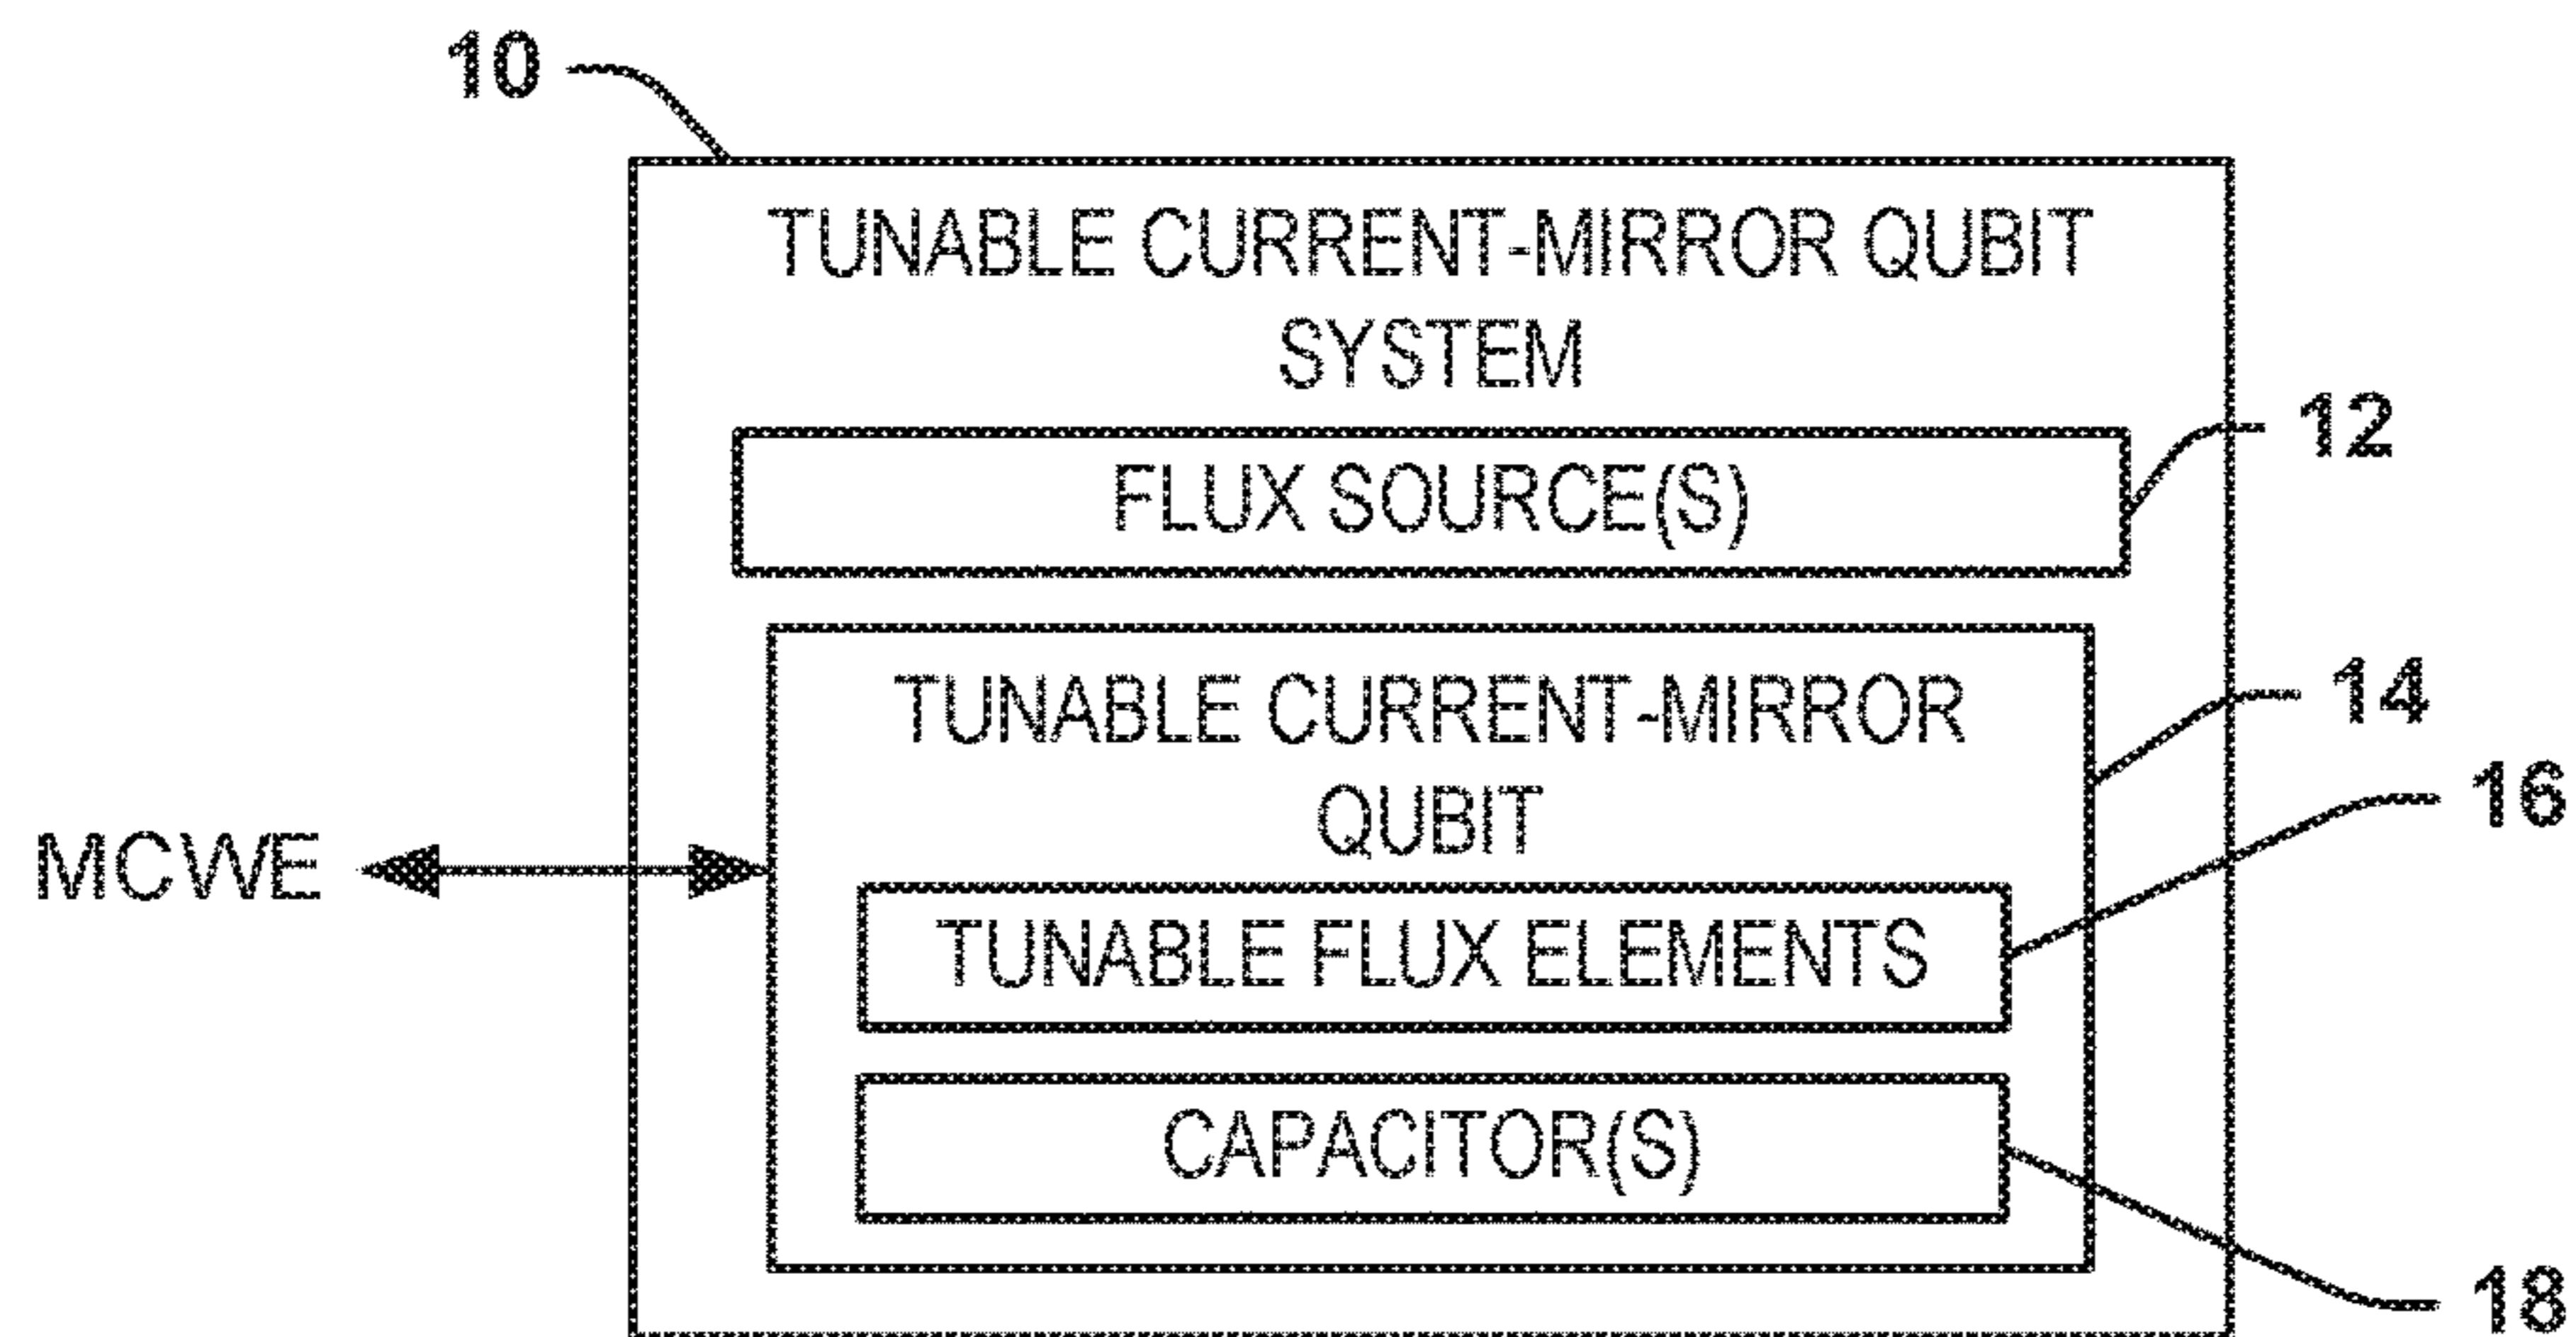 10
TUNABLE CURRENT-MIRROR QUBIT
SYSTEM
12
FLUX SOURCE(S)
14
TUNABLE CURRENT-MIRROR
QUBIT
16
MCWE
TUNABLE FLUX ELEMENTS
CAPACITOR(S)
18